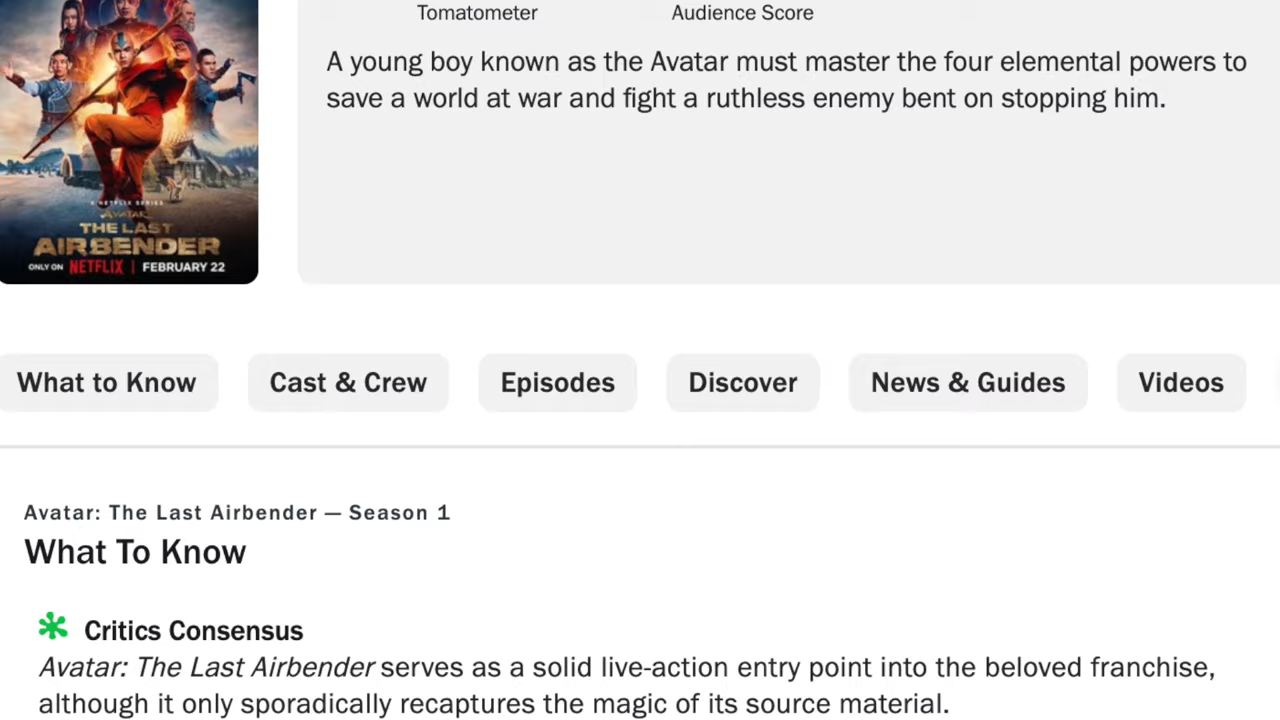 Tomatometer
Audience Score
A young boy known as the Avatar must master the four elemental powers to
save a world at war and fight a ruthless enemy bent on stopping him.
A NETFLIX SERIES
AVATAR
THE LAST
AIRBENDER
ONLY ON NETFLIX | FEBRUARY 22
What to Know
Cast & Crew
Episodes
Discover
News & Guides
Videos
Avatar: The Last Airbender — Season 1
What To Know
Critics Consensus
Avatar: The Last Airbender serves as a solid live-action entry point into the beloved franchise,
although it only sporadically recaptures the magic of its source material.